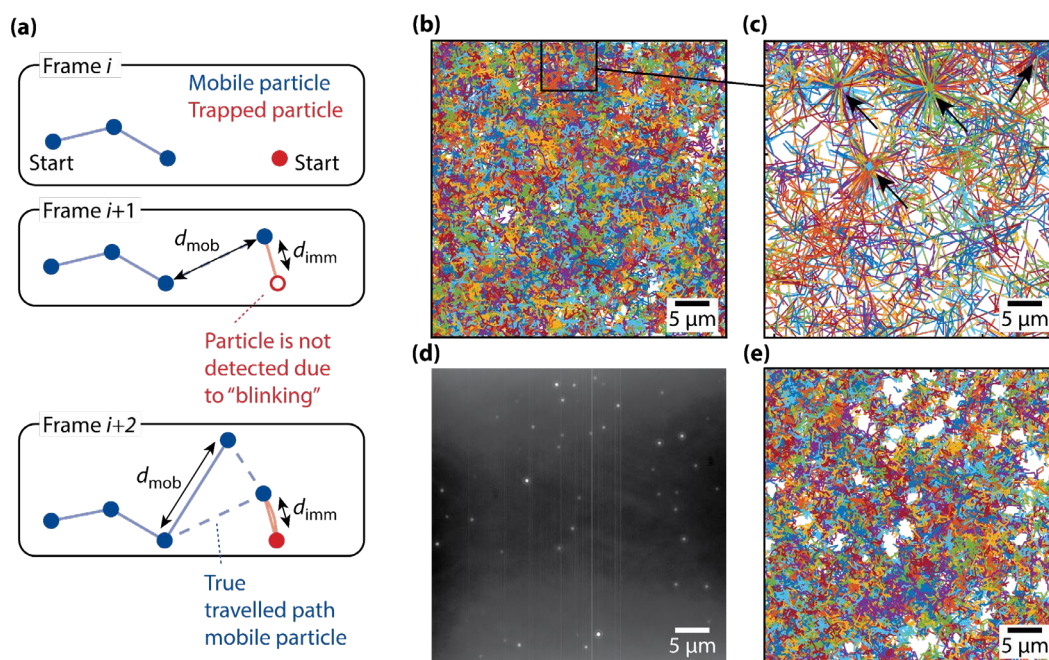 (a)
Frame i
Mobile particle
Trapped particle
Start
Start
Frame i+1
dmob
dimm
Particle is not
detected due
to “blinking”
Frame i+2
dmob
dimm
True
travelled path
mobile particle
(b)
5 μm
(c)
5 μm
(d)
5 μm
(e)
5 μm